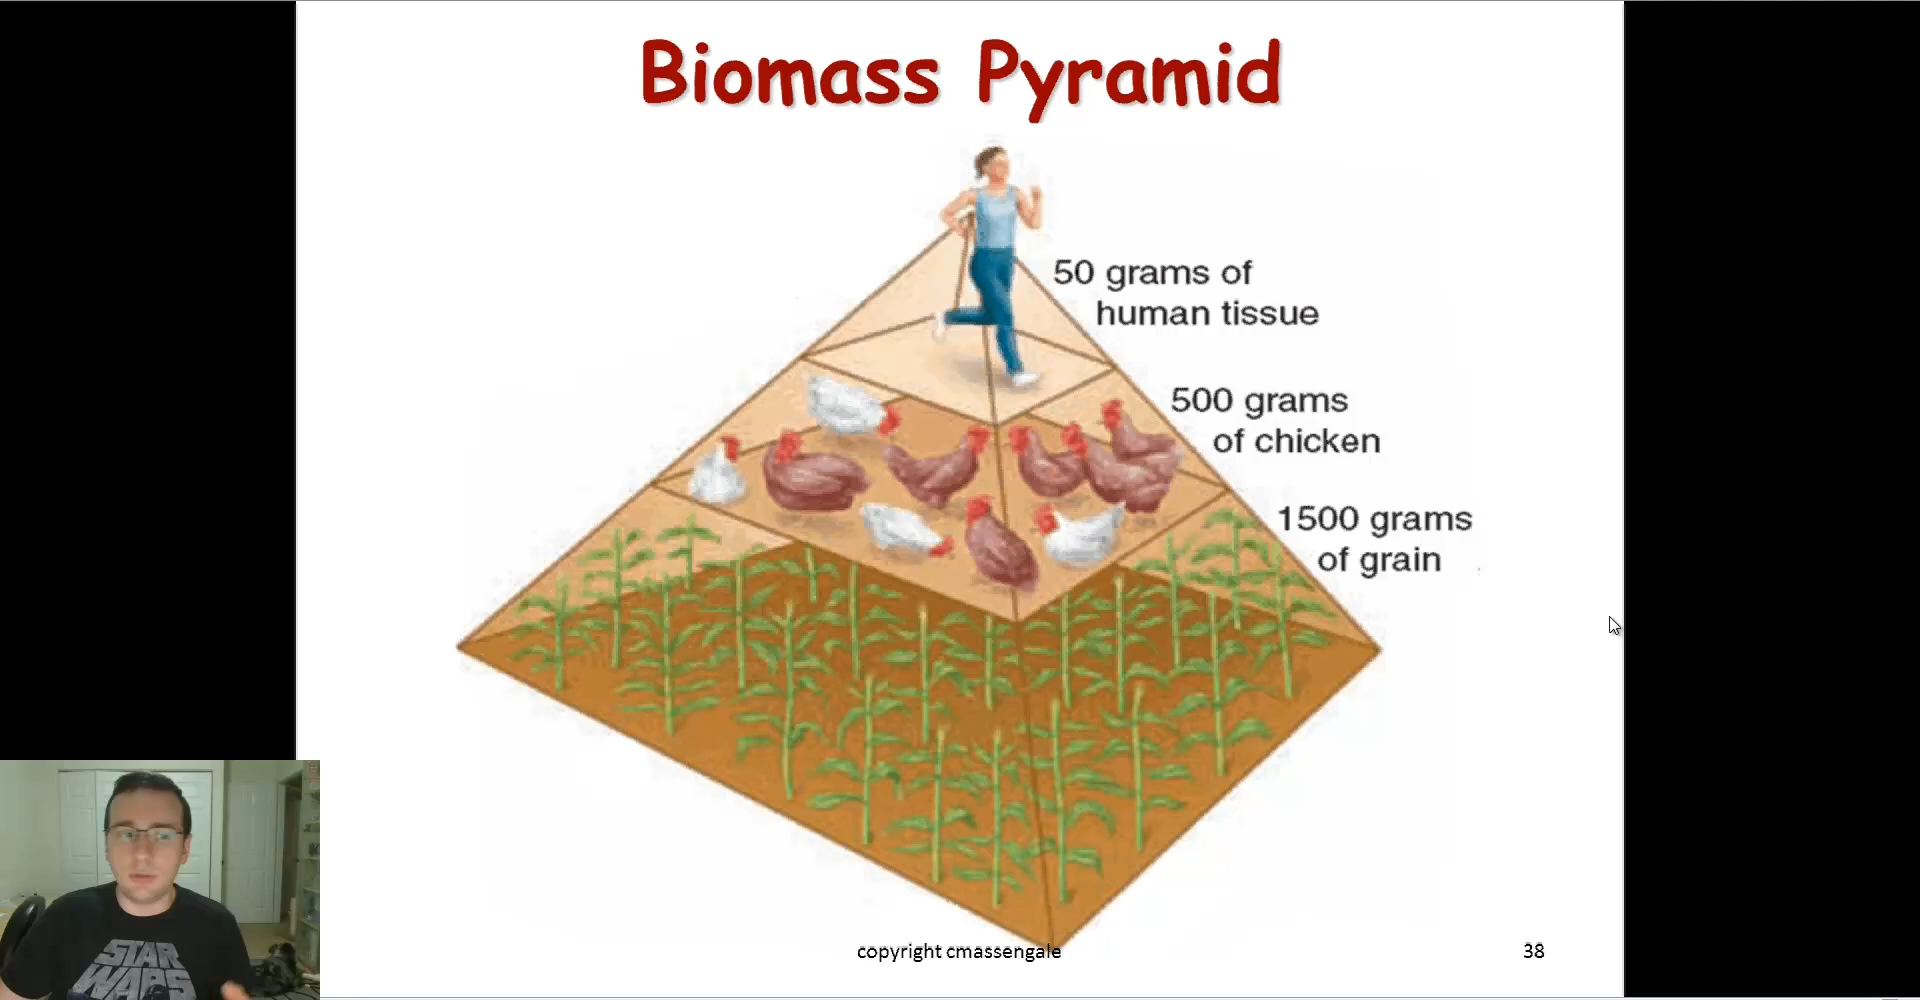 Biomass Pyramid
50 grams of
human tissue
500 grams
of chicken
1500 grams
of grain
STAR
WARS
copyright cmassengale
38